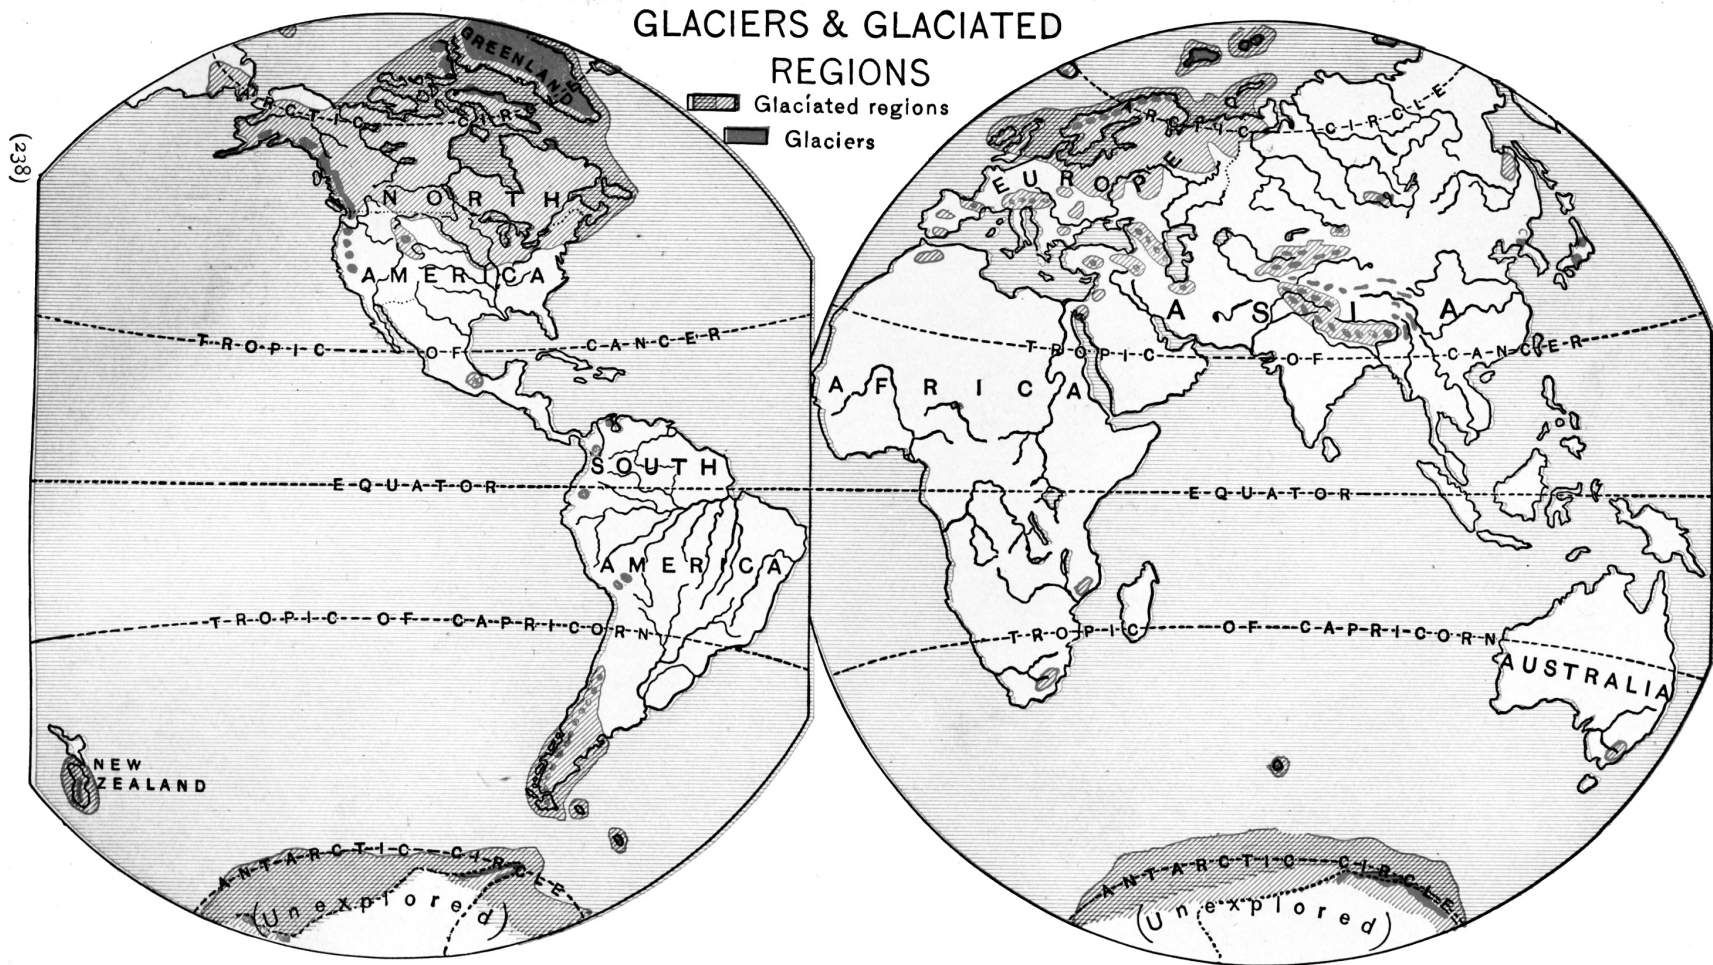 GLACIERS & GLACIATED
REGIONS
Glaciated regions
Glaciers
(238)
GREENLAND
ARCTIC CIR
NORTH
AMERICA
TROPIC OF CANCER
SOUTH
EQUATOR
AMERICA
TROPIC OF CAPRICORN
NEW
ZEALAND
ANTARCTIC CIRCLE
(Unexplored)
ARCTIC CIRCLE
EUROPE
ASIA
TROPIC OF CANCER
AFRICA
EQUATOR
TROPIC OF CAPRICORN
AUSTRALIA
ANTARCTIC CIRCLE
(Unexplored)